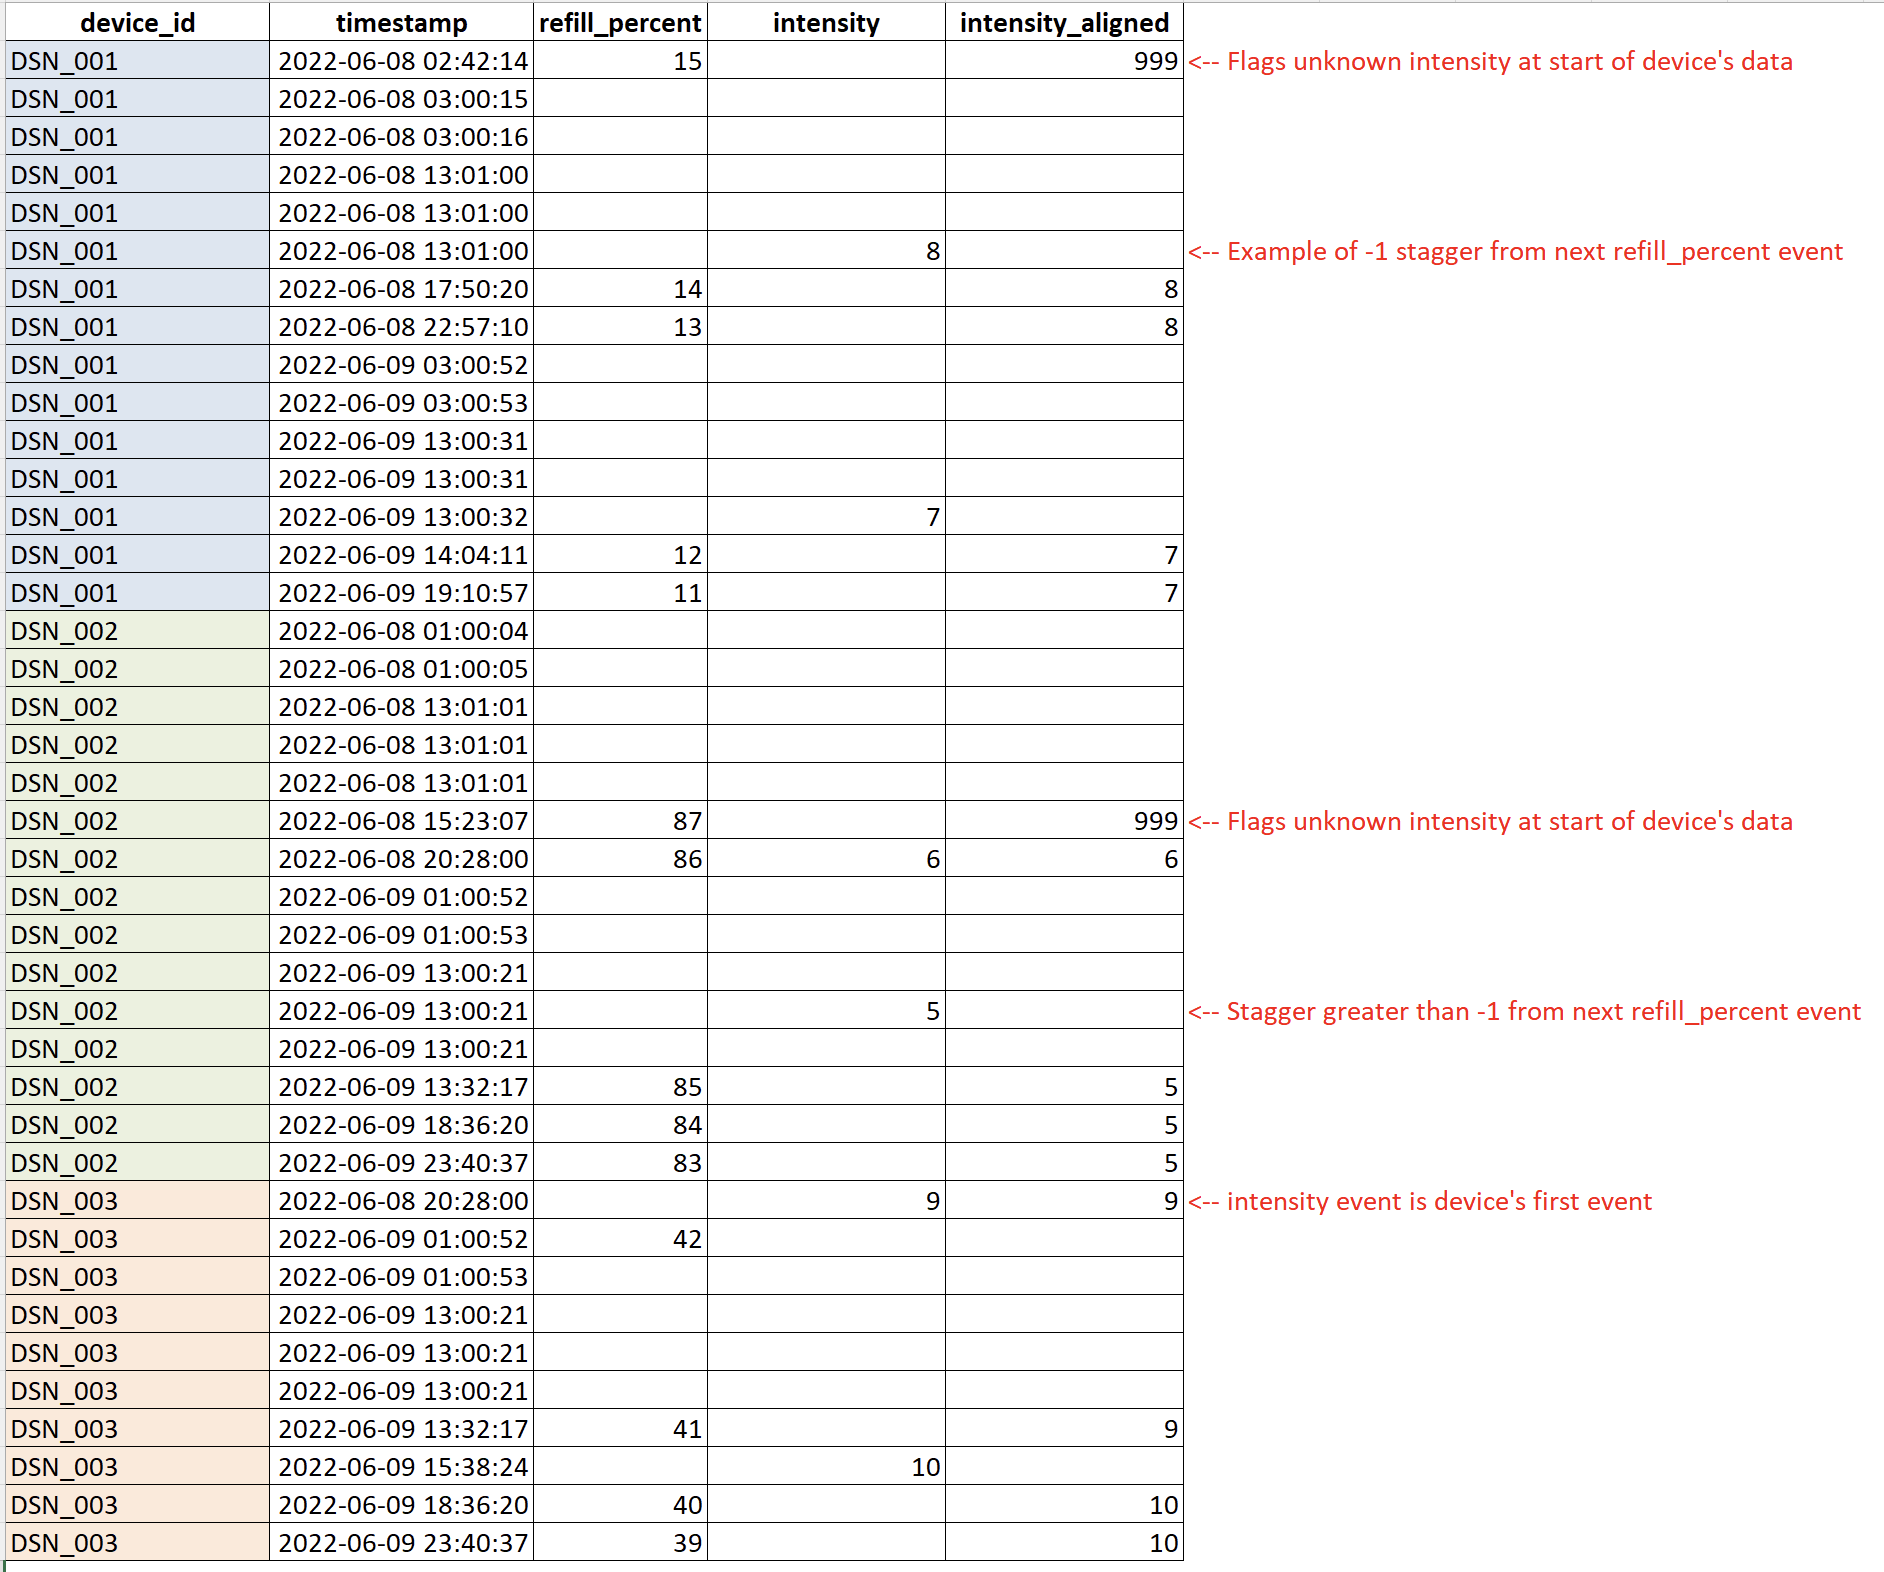 device_id timestamp refill_percent intensity intensity_aligned
DSN_001 2022-06-08 02:42:14 15 999 <-- Flags unknown intensity at start of device's data
DSN_001 2022-06-08 03:00:15
DSN_001 2022-06-08 03:00:16
DSN_001 2022-06-08 13:01:00
DSN_001 2022-06-08 13:01:00
DSN_001 2022-06-08 13:01:00 8 <-- Example of -1 stagger from next refill_percent event
DSN_001 2022-06-08 17:50:20 14 8
DSN_001 2022-06-08 22:57:10 13 8
DSN_001 2022-06-09 03:00:52
DSN_001 2022-06-09 03:00:53
DSN_001 2022-06-09 13:00:31
DSN_001 2022-06-09 13:00:31
DSN_001 2022-06-09 13:00:32 7
DSN_001 2022-06-09 14:04:11 12 7
DSN_001 2022-06-09 19:10:57 11 7
DSN_002 2022-06-08 01:00:04
DSN_002 2022-06-08 01:00:05
DSN_002 2022-06-08 13:01:01
DSN_002 2022-06-08 13:01:01
DSN_002 2022-06-08 13:01:01
DSN_002 2022-06-08 15:23:07 87 999 <-- Flags unknown intensity at start of device's data
DSN_002 2022-06-08 20:28:00 86 6 6
DSN_002 2022-06-09 01:00:52
DSN_002 2022-06-09 01:00:53
DSN_002 2022-06-09 13:00:21
DSN_002 2022-06-09 13:00:21 5 <-- Stagger greater than -1 from next refill_percent event
DSN_002 2022-06-09 13:00:21
DSN_002 2022-06-09 13:32:17 85 5
DSN_002 2022-06-09 18:36:20 84 5
DSN_002 2022-06-09 23:40:37 83 5
DSN_003 2022-06-08 20:28:00 9 9 <-- intensity event is device's first event
DSN_003 2022-06-09 01:00:52 42
DSN_003 2022-06-09 01:00:53
DSN_003 2022-06-09 13:00:21
DSN_003 2022-06-09 13:00:21
DSN_003 2022-06-09 13:00:21
DSN_003 2022-06-09 13:32:17 41 9
DSN_003 2022-06-09 15:38:24 10
DSN_003 2022-06-09 18:36:20 40 10
DSN_003 2022-06-09 23:40:37 39 10